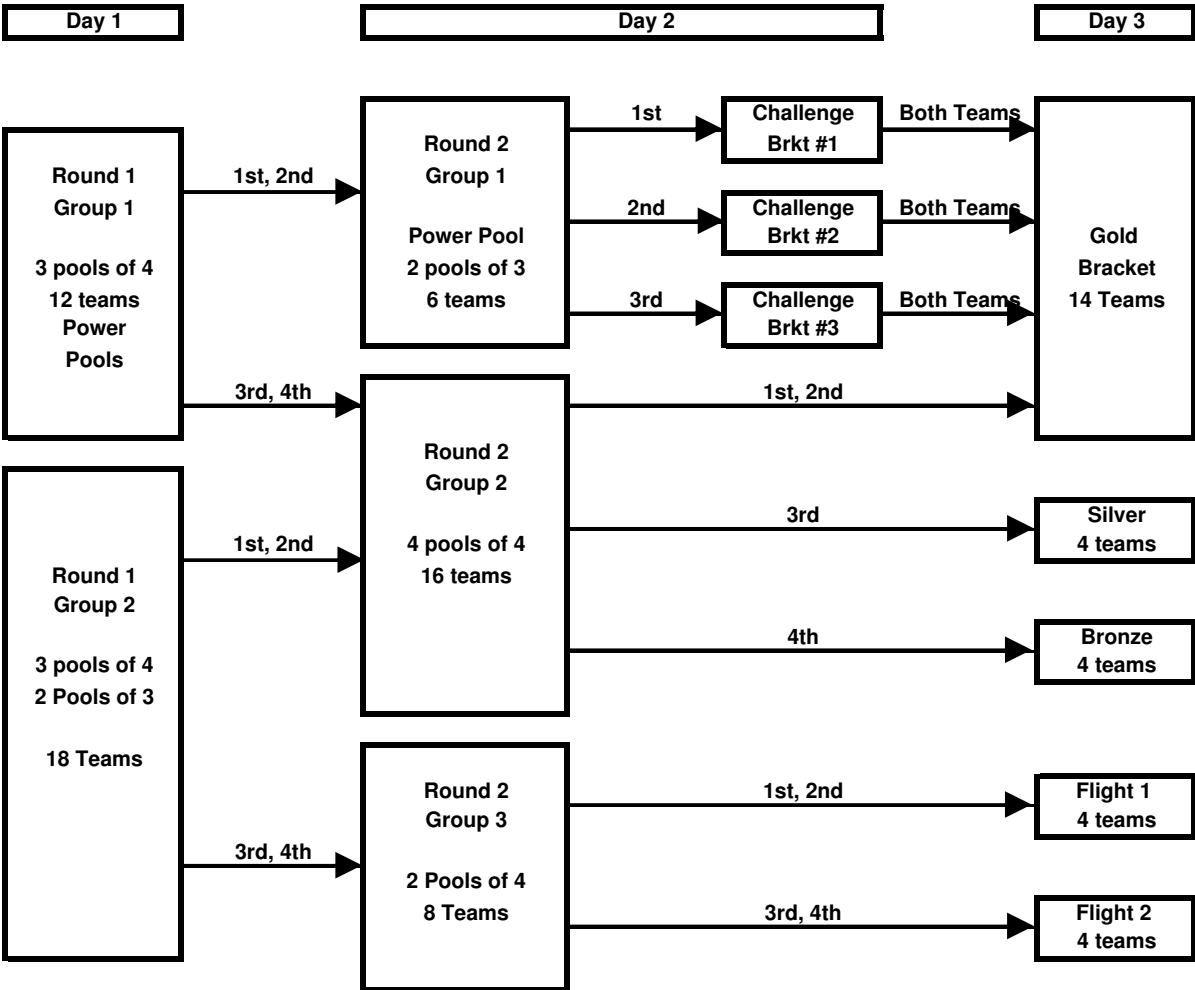 Day 1
Day 2
Day 3
Round 1
Group 1
3 pools of 4
12 teams
Power
Pools
1st, 2nd
3rd, 4th
Round 2
Group 1
Power Pool
2 pools of 3
6 teams
1st
Challenge
Brkt #1
Both Teams
2nd
Challenge
Brkt #2
Both Teams
3rd
Challenge
Brkt #3
Both Teams
Gold
Bracket
14 Teams
Round 1
Group 2
3 pools of 4
2 Pools of 3
18 Teams
1st, 2nd
3rd, 4th
Round 2
Group 2
4 pools of 4
16 teams
1st, 2nd
3rd
Silver
4 teams
4th
Bronze
4 teams
Round 2
Group 3
2 Pools of 4
8 Teams
1st, 2nd
Flight 1
4 teams
3rd, 4th
Flight 2
4 teams